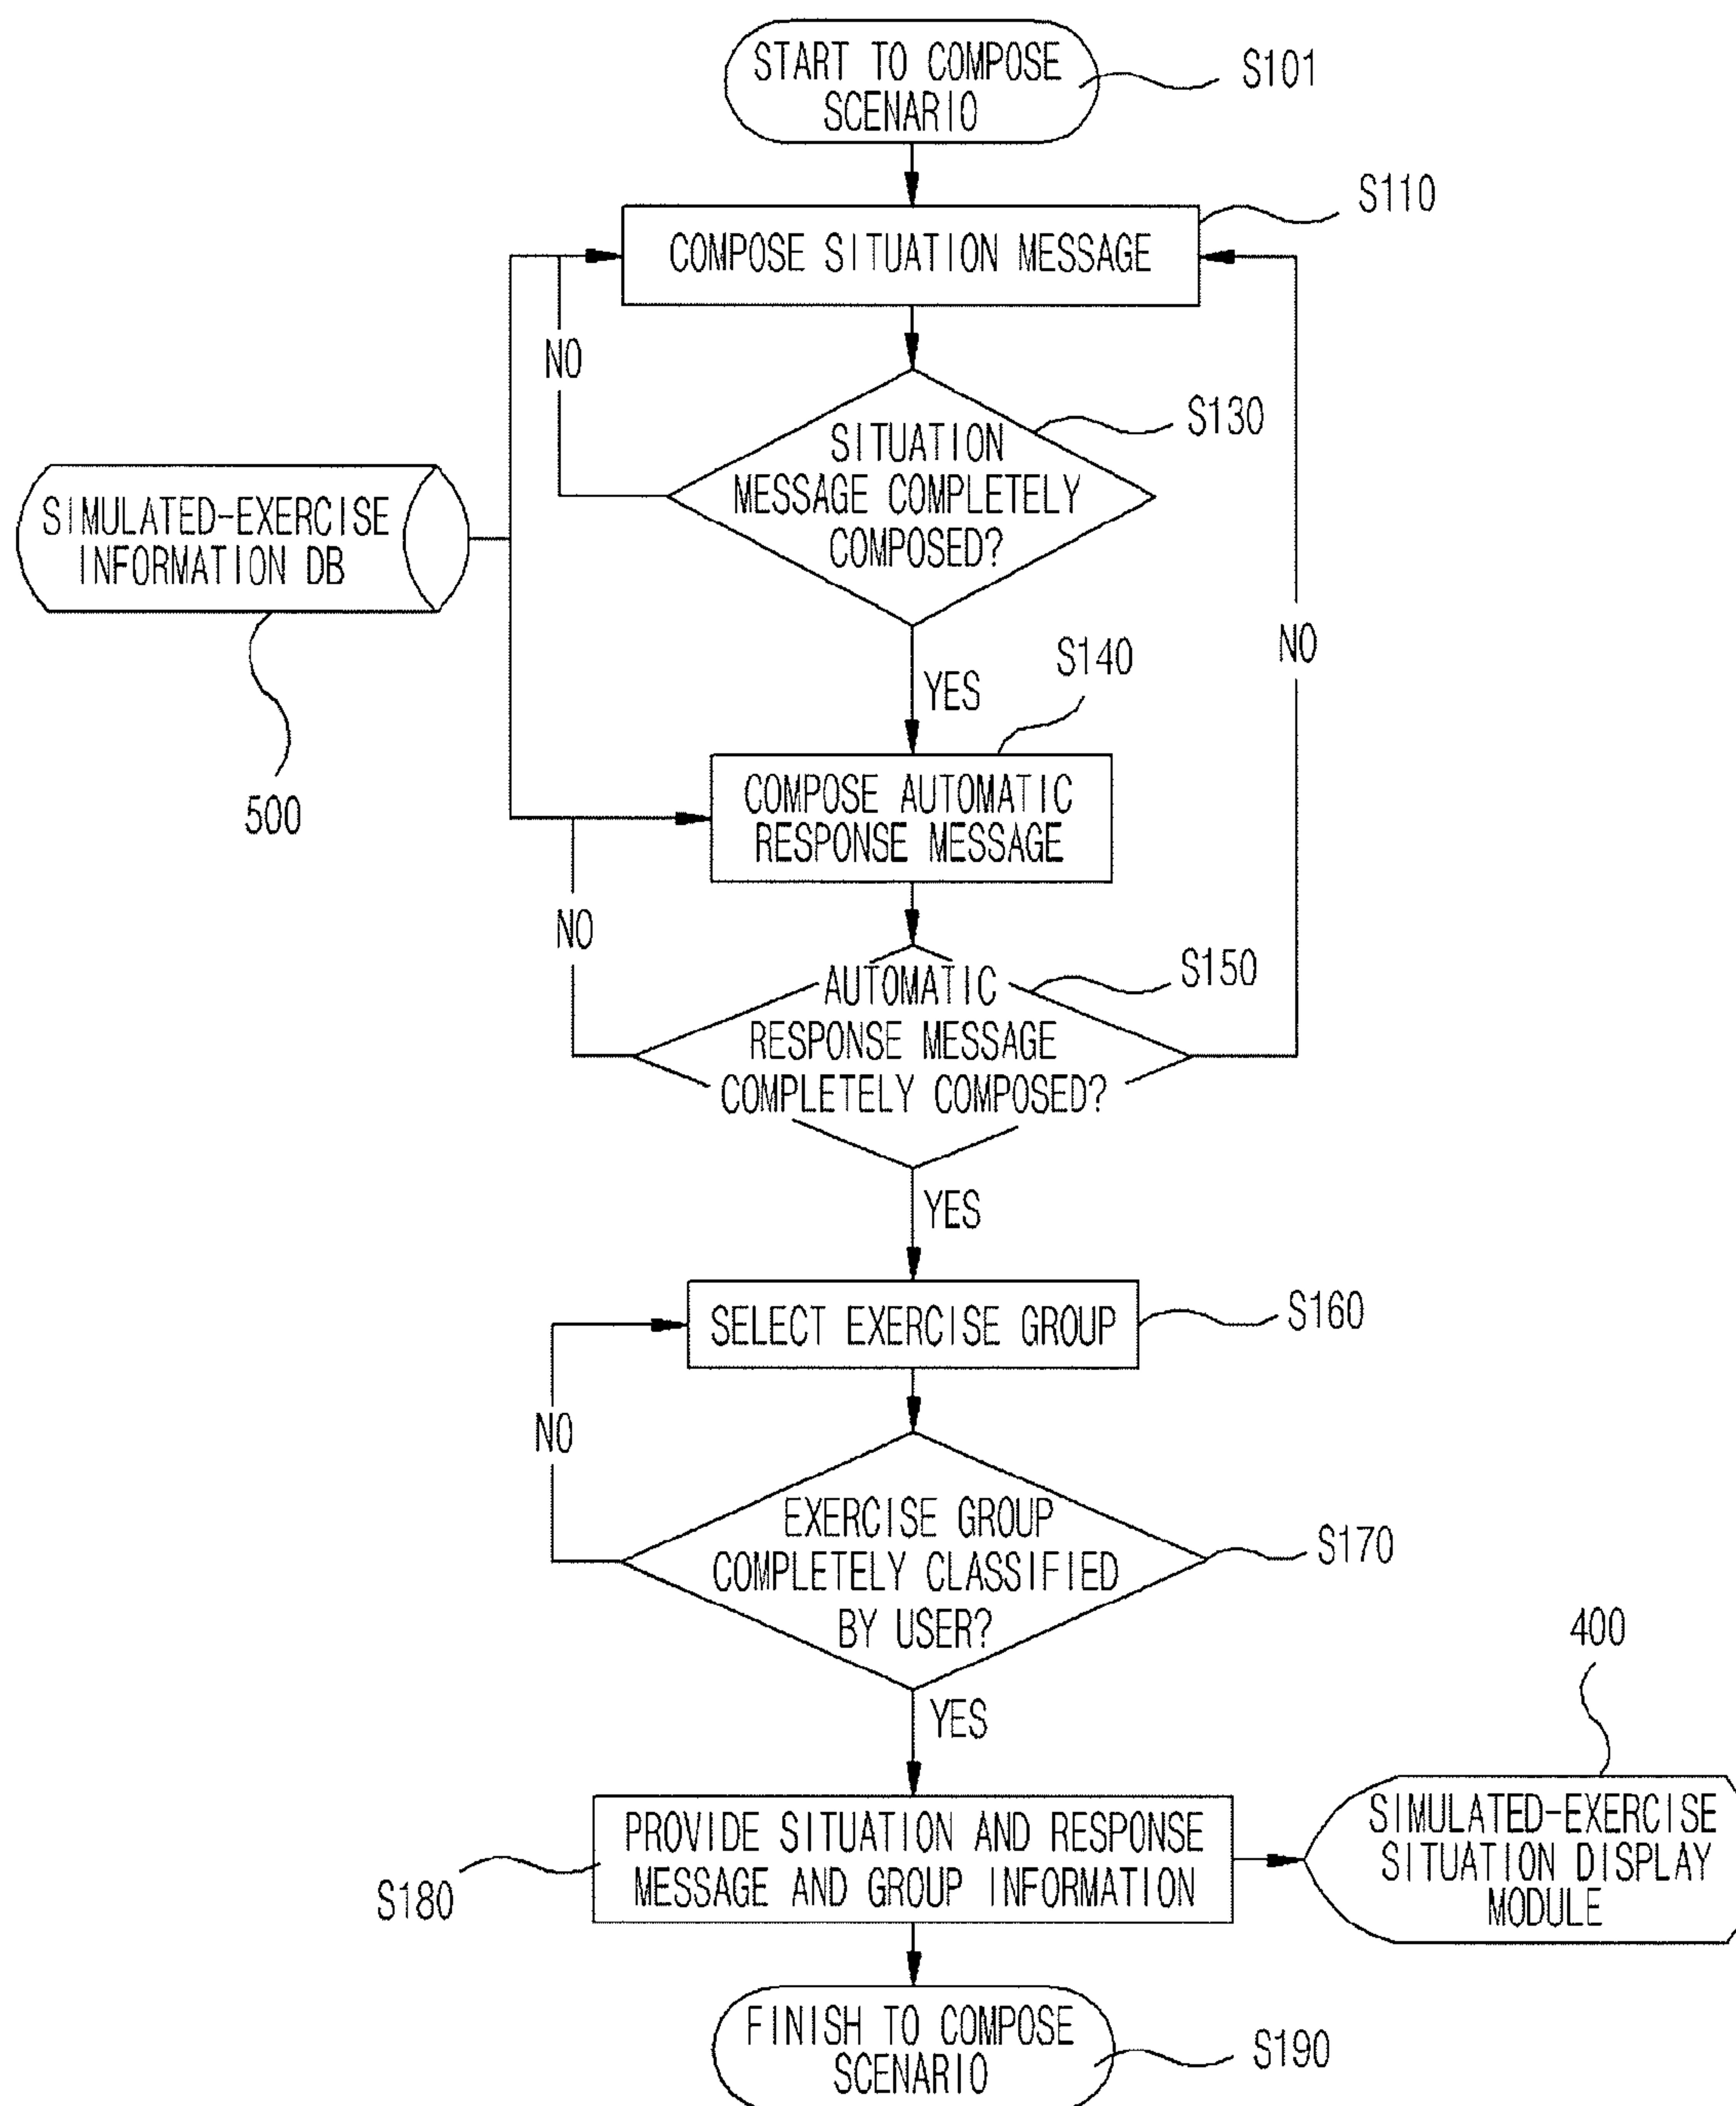 START TO COMPOSE
SCENARIO
S101
S110
COMPOSE SITUATION MESSAGE
NO
S130
SITUATION
MESSAGE COMPLETELY
COMPOSED?
SIMULATED-EXERCISE
INFORMATION DB
500
NO
YES
S140
COMPOSE AUTOMATIC
RESPONSE MESSAGE
NO
S150
AUTOMATIC
RESPONSE MESSAGE
COMPLETELY COMPOSED?
YES
SELECT EXERCISE GROUP
S160
NO
EXERCISE GROUP
COMPLETELY CLASSIFIED
BY USER?
S170
YES
400
PROVIDE SITUATION AND RESPONSE
MESSAGE AND GROUP INFORMATION
S180
SIMULATED-EXERCISE
SITUATION DISPLAY
MODULE
FINISH TO COMPOSE
SCENARIO
S190